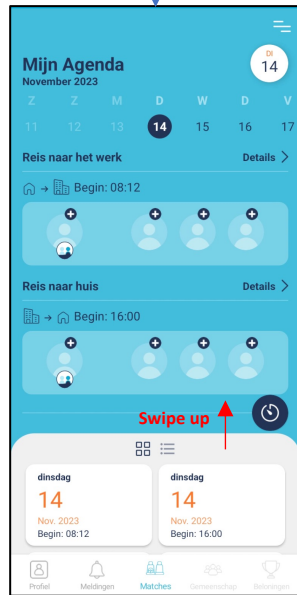 DI
14
Mijn Agenda
November 2023
Z Z M D W D V
11 12 13 14 15 16 17
Reis naar het werk Details >
→ Begin: 08:12
Reis naar huis Details >
→ Begin: 16:00
Swipe up
dinsdag dinsdag
14 14
Nov. 2023 Nov. 2023
Begin: 08:12 Begin: 16:00
Profiel Meldingen Matches Gemeenschap Beloningen